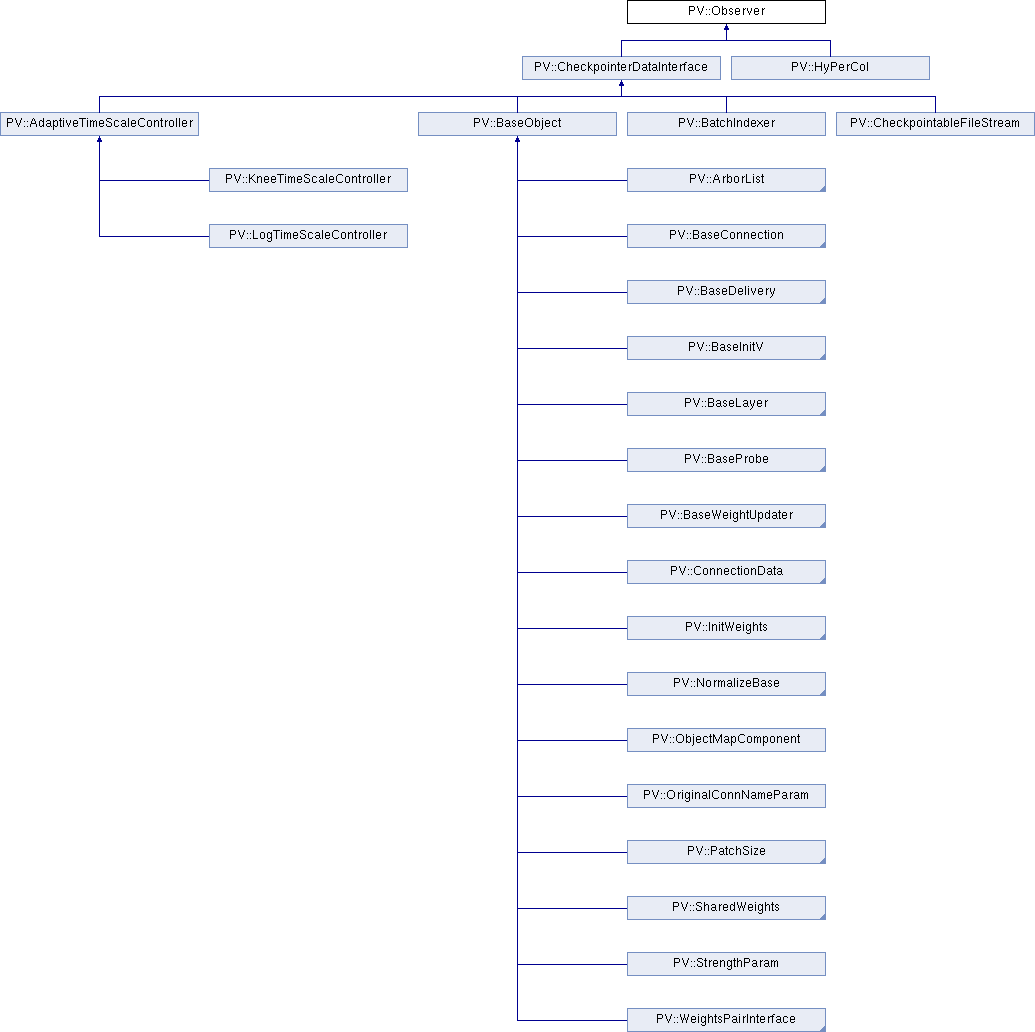 PV::Observer
PV::CheckpointerDataInterface
PV::HyPerCol
PV::AdaptiveTimeScaleController
PV::BaseObject
PV::BatchIndexer
PV::CheckpointableFileStream
PV::KneeTimeScaleController
PV::ArborList
PV::LogTimeScaleController
PV::BaseConnection
PV::BaseDelivery
PV::BaseInitV
PV::BaseLayer
PV::BaseProbe
PV::BaseWeightUpdater
PV::ConnectionData
PV::InitWeights
PV::NormalizeBase
PV::ObjectMapComponent
PV::OriginalConnNameParam
PV::PatchSize
PV::SharedWeights
PV::StrengthParam
PV::WeightsPairInterface